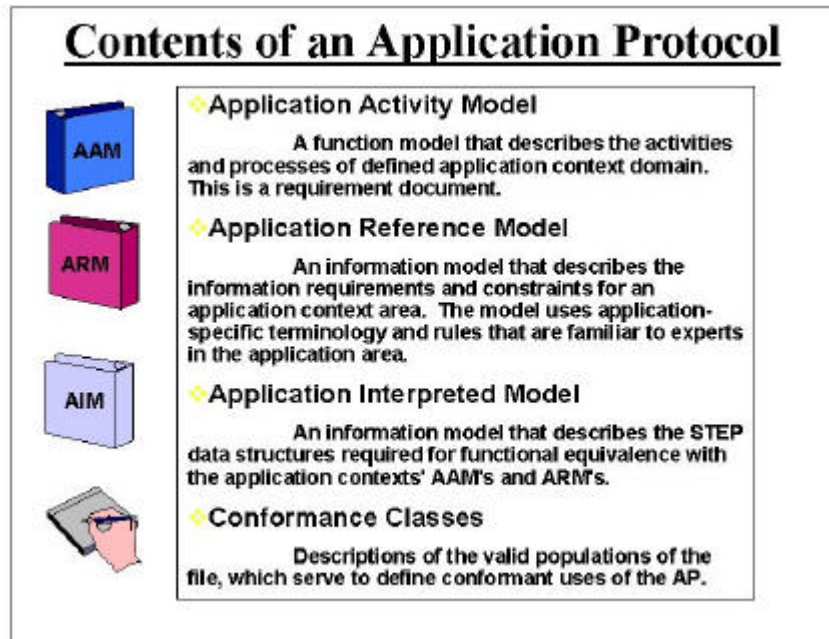 Contents of an Application Protocol
AAM
❖Application Activity Model
A function model that describes the activities
and processes of defined application context domain.
This is a requirement document.
ARM
❖Application Reference Model
An information model that describes the
information requirements and constraints for an
application context area. The model uses application-
specific terminology and rules that are familiar to experts
in the application area.
AIM
❖Application Interpreted Model
An information model that describes the STEP
data structures required for functional equivalence with
the application contexts' AAM's and ARM's.
❖Conformance Classes
Descriptions of the valid populations of the
file, which serve to define conformant uses of the AP.